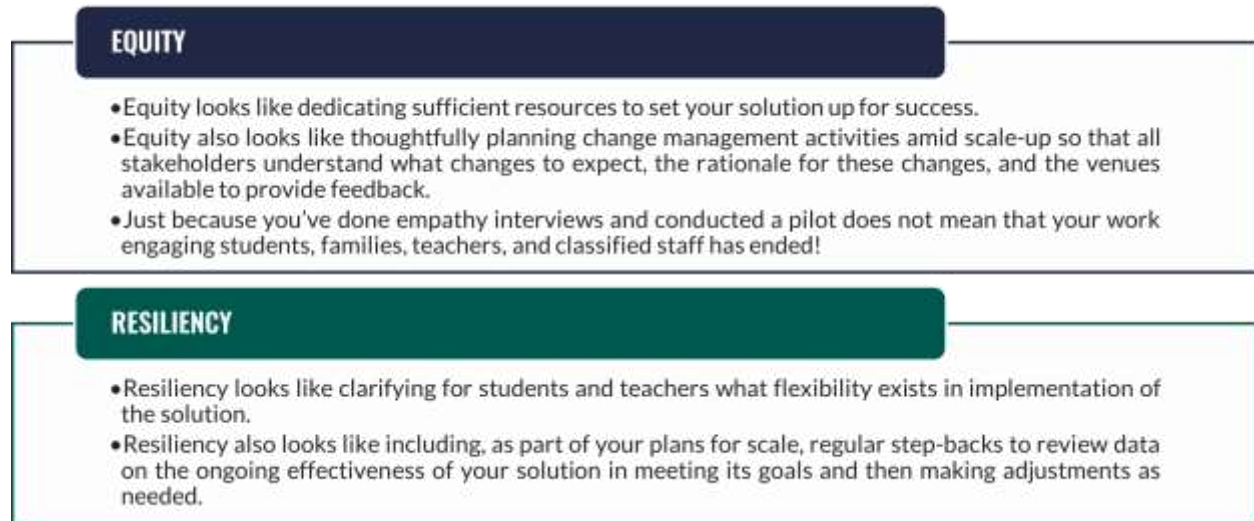 EQUITY
•Equity looks like dedicating sufficient resources to set your solution up for success.
•Equity also looks like thoughtfully planning change management activities amid scale-up so that all
stakeholders understand what changes to expect, the rationale for these changes, and the venues
available to provide feedback.
•Just because you've done empathy interviews and conducted a pilot does not mean that your work
engaging students, families, teachers, and classified staff has ended!
RESILIENCY
•Resiliency looks like clarifying for students and teachers what flexibility exists in implementation of
the solution.
•Resiliency also looks like including, as part of your plans for scale, regular step-backs to review data
on the ongoing effectiveness of your solution in meeting its goals and then making adjustments as
needed.